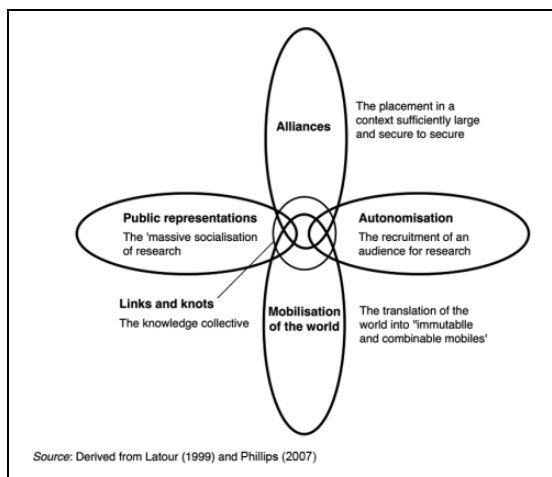 Alliances
The placement in a
context sufficiently large
and secure to secure
Public representations
The 'massive socialisation
of research
Autonomisation
The recruitment of an
audience for research
Links and knots
The knowledge collective
Mobilisation
of the world
The translation of the
world into "immutablle
and combinable mobiles'
Source: Derived from Latour (1999) and Phillips (2007)